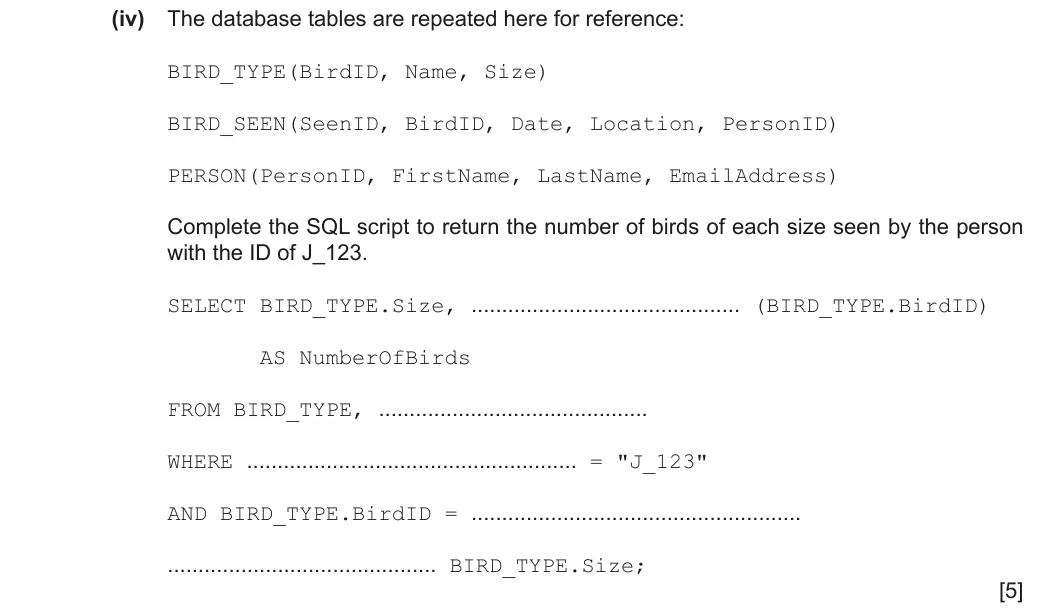 (iv) The database tables are repeated here for reference:
BIRD_TYPE(BirdID, Name, Size)
BIRD_SEEN(SeenID, BirdID, Date, Location, PersonID)
PERSON(PersonID, FirstName, LastName, EmailAddress)
Complete the SQL script to return the number of birds of each size seen by the person
with the ID of J_123.
SELECT BIRD_TYPE.Size, ............................................ (BIRD_TYPE.BirdID)
AS NumberOfBirds
FROM BIRD_TYPE, ............................................
WHERE ...................................................... = "J_123"
AND BIRD_TYPE.BirdID = ......................................................
............................................ BIRD_TYPE.Size;
[5]